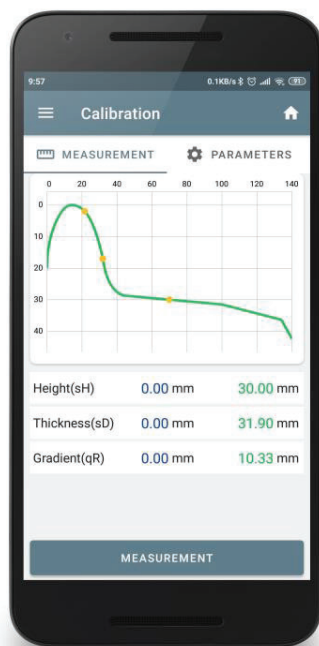 9:57 0.1KB/s 91
Calibration
MEASUREMENT PARAMETERS
0 20 40 60 80 100 120 140
0
10
20
30
40
Height(sH) 0.00 mm 30.00 mm
Thickness(sD) 0.00 mm 31.90 mm
Gradient(qR) 0.00 mm 10.33 mm
MEASUREMENT